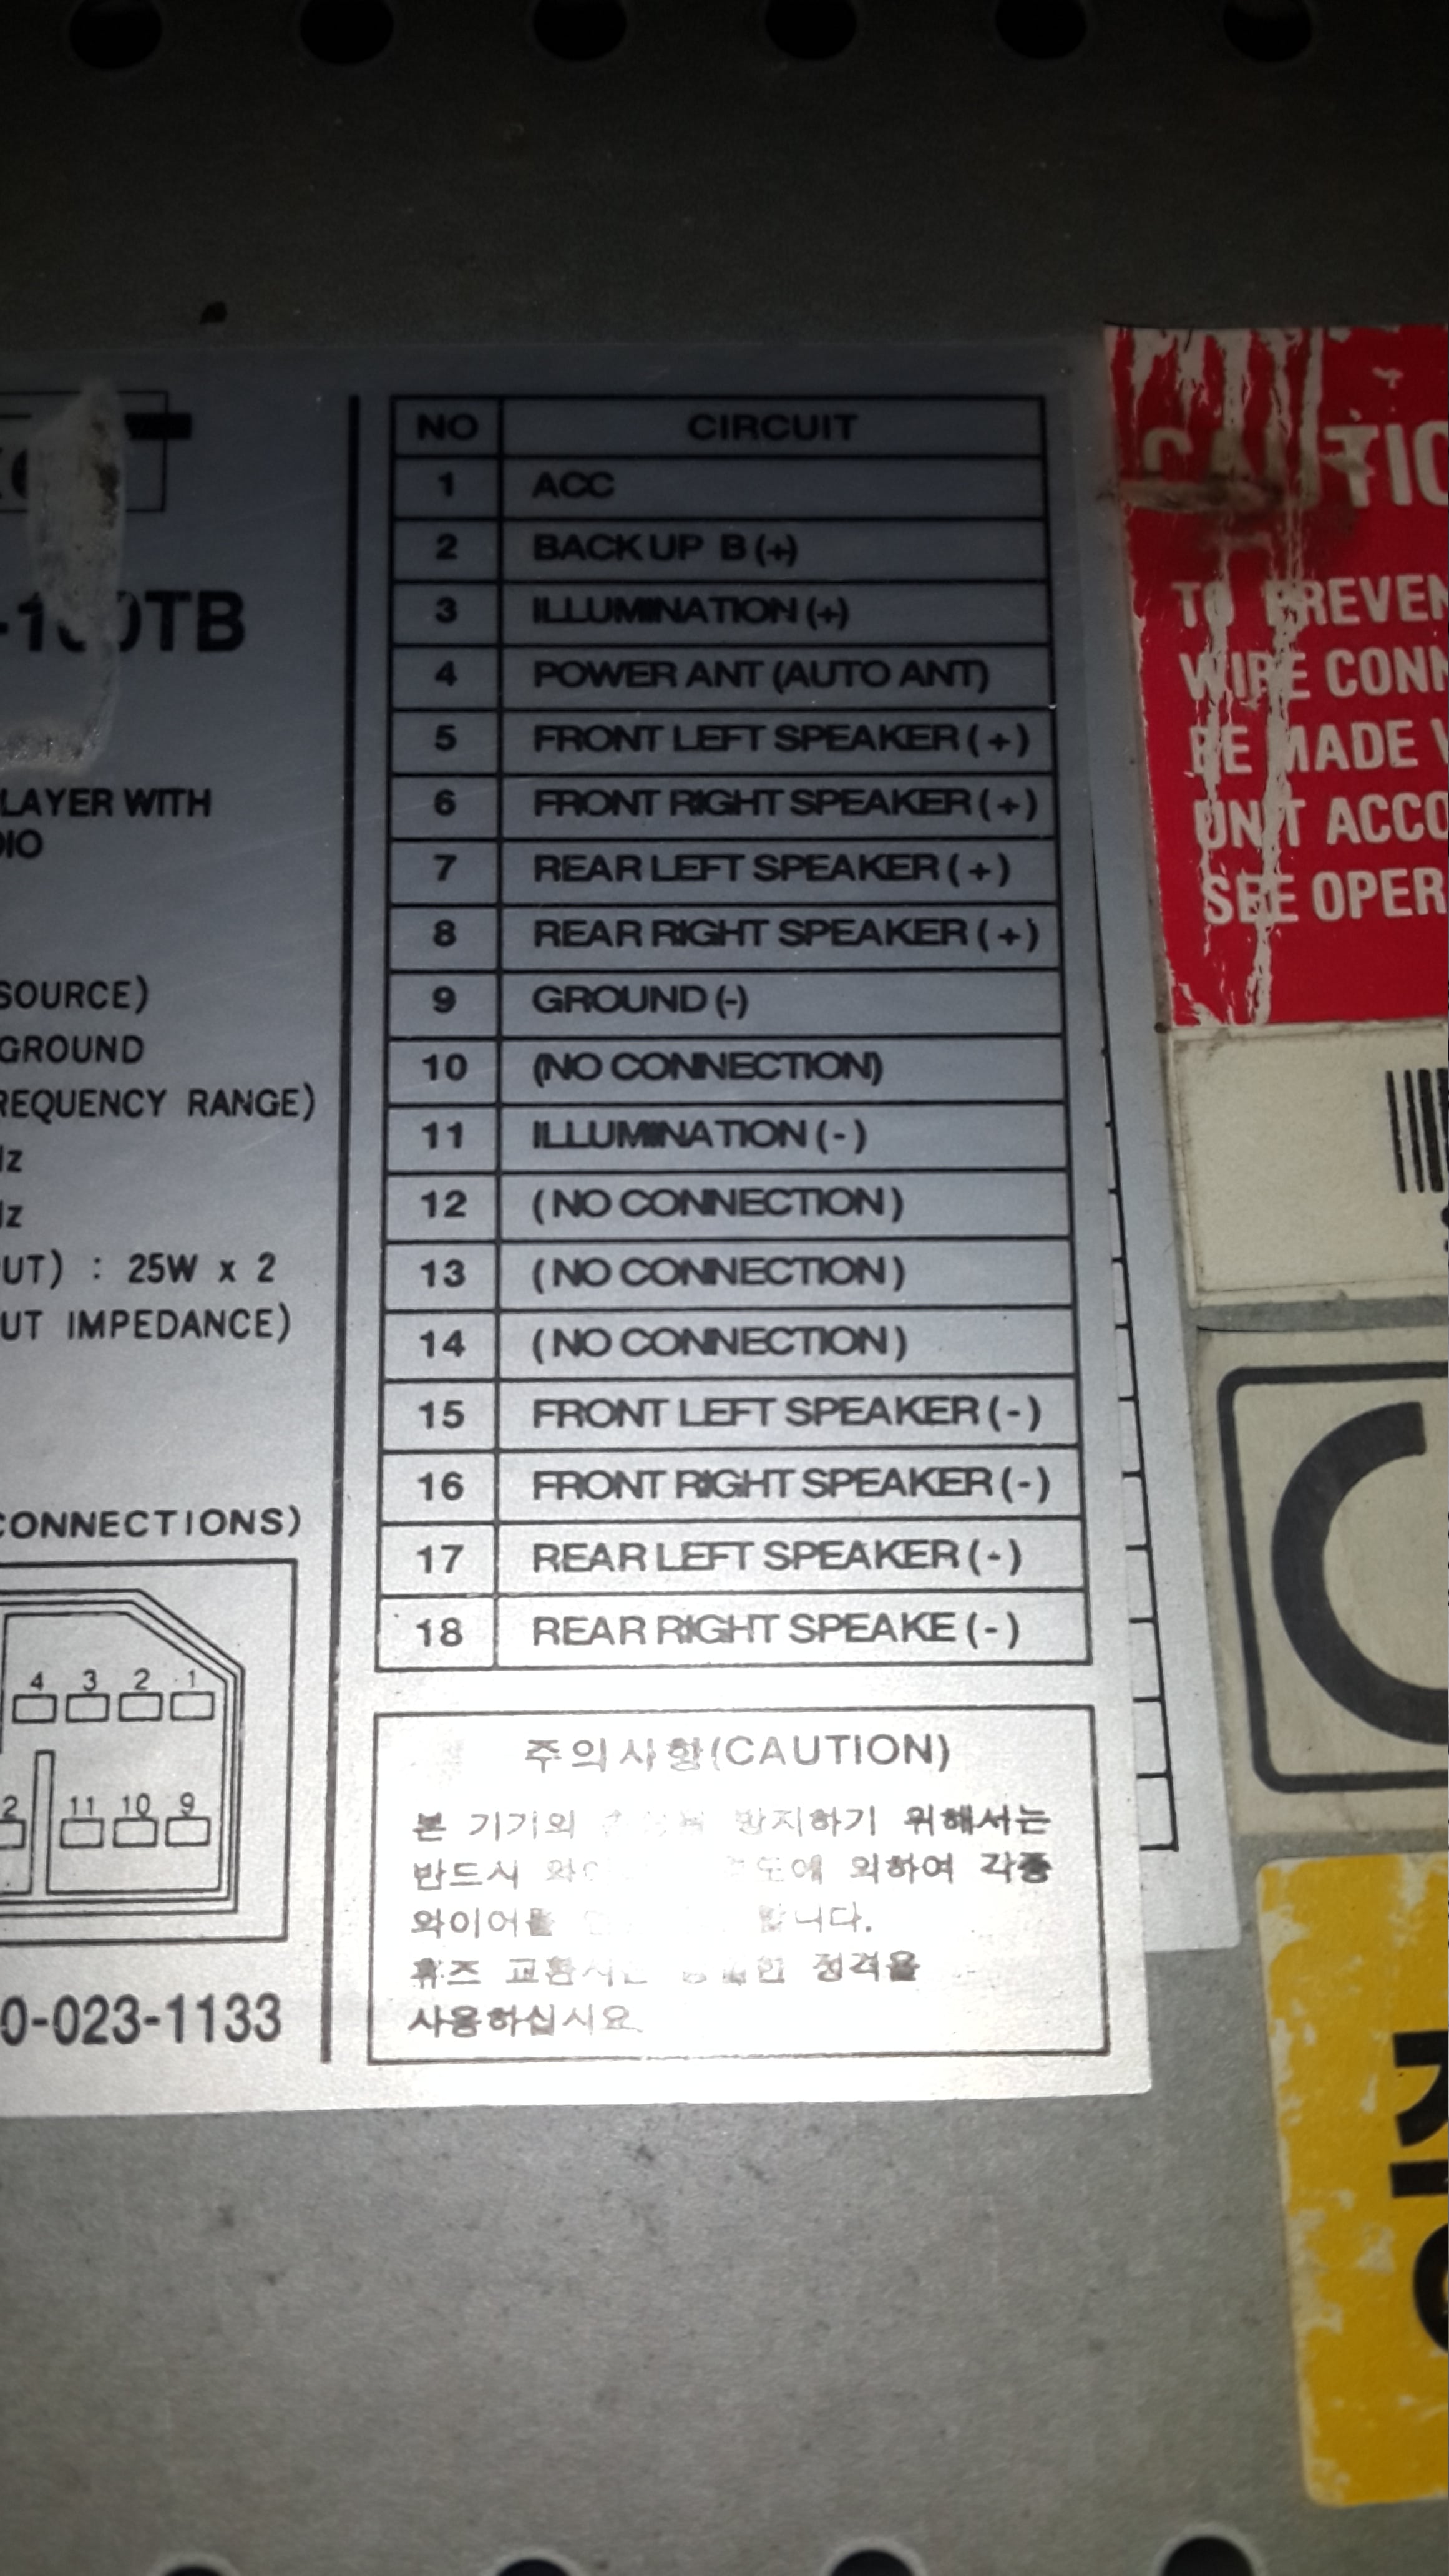 NO CIRCUIT
1 ACC
2 BACK UP B (+)
3 ILLUMINATION (+)
4 POWER ANT (AUTO ANT)
5 FRONT LEFT SPEAKER ( + )
6 FRONT RIGHT SPEAKER ( + )
7 REAR LEFT SPEAKER ( + )
8 REAR RIGHT SPEAKER ( + )
9 GROUND (-)
10 (NO CONNECTION)
11 ILLUMINATION ( - )
12 ( NO CONNECTION )
13 ( NO CONNECTION )
14 ( NO CONNECTION )
15 FRONT LEFT SPEAKER ( - )
16 FRONT RIGHT SPEAKER ( - )
17 REAR LEFT SPEAKER ( - )
18 REAR RIGHT SPEAKE ( - )
주의사항(CAUTION)
본 기기의 방지하기 위해서는
반드시 의하여 각종
와이어를 합니다.
휴즈 정격을
사용하십시요.
LAYER WITH
SOURCE)
GROUND
REQUENCY RANGE)
UT) : 25W x 2
UT IMPEDANCE)
CONNECTIONS)
4 3 2 1
11 10 9
0-023-1133
TO PREVEN
WIRE CONN
BE MADE
UNIT ACCO
SEE OPER